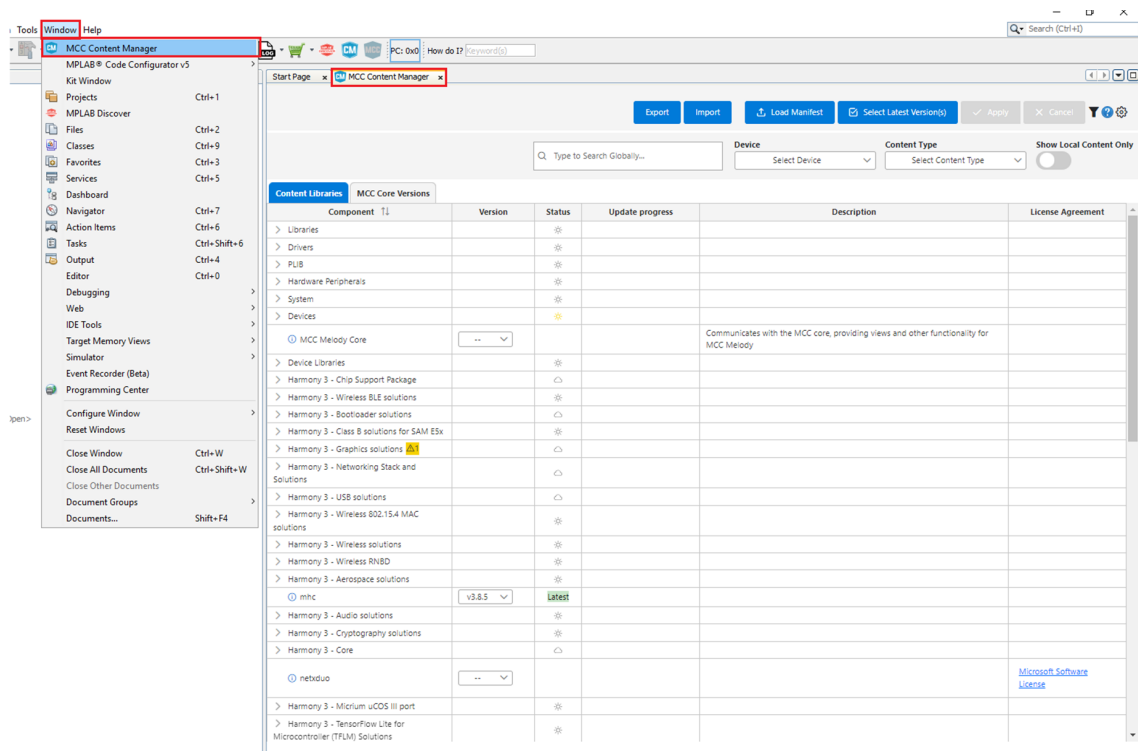 Tools Window Help
Search (Ctrl+I)
MCC Content Manager
MPLAB® Code Configurator v5
Kit Window
Projects Ctrl+1
MPLAB Discover
Files Ctrl+2
Classes Ctrl+9
Favorites Ctrl+3
Services Ctrl+5
Dashboard
Navigator Ctrl+7
Action Items Ctrl+6
Tasks Ctrl+Shift+6
Output Ctrl+4
Editor Ctrl+0
Debugging
Web
IDE Tools
Target Memory Views
Simulator
Event Recorder (Beta)
Programming Center
Configure Window
Reset Windows
Close Window Ctrl+W
Close All Documents Ctrl+Shift+W
Close Other Documents
Document Groups
Documents... Shift+F4
Open>
LOG CM MCC PC: 0x0 How do I? Keyword(s)
Start Page x CM MCC Content Manager x
Export Import Load Manifest Select Latest Version(s) Apply Cancel
Type to Search Globally...
Device
Select Device
Content Type
Select Content Type
Show Local Content Only
Content Libraries MCC Core Versions
Component Version Status Update progress Description License Agreement
Libraries
Drivers
PLIB
Hardware Peripherals
System
Devices
MCC Melody Core -- Communicates with the MCC core, providing views and other functionality for
MCC Melody
Device Libraries
Harmony 3 - Chip Support Package
Harmony 3 - Wireless BLE solutions
Harmony 3 - Bootloader solutions
Harmony 3 - Class B solutions for SAM E5x
Harmony 3 - Graphics solutions 1
Harmony 3 - Networking Stack and
Solutions
Harmony 3 - USB solutions
Harmony 3 - Wireless 802.15.4 MAC
solutions
Harmony 3 - Wireless solutions
Harmony 3 - Wireless RNBD
Harmony 3 - Aerospace solutions
mhc v3.8.5 Latest
Harmony 3 - Audio solutions
Harmony 3 - Cryptography solutions
Harmony 3 - Core
netxduo -- Microsoft Software
License
Harmony 3 - Micrium uCOS III port
Harmony 3 - TensorFlow Lite for
Microcontroller (TFLM) Solutions